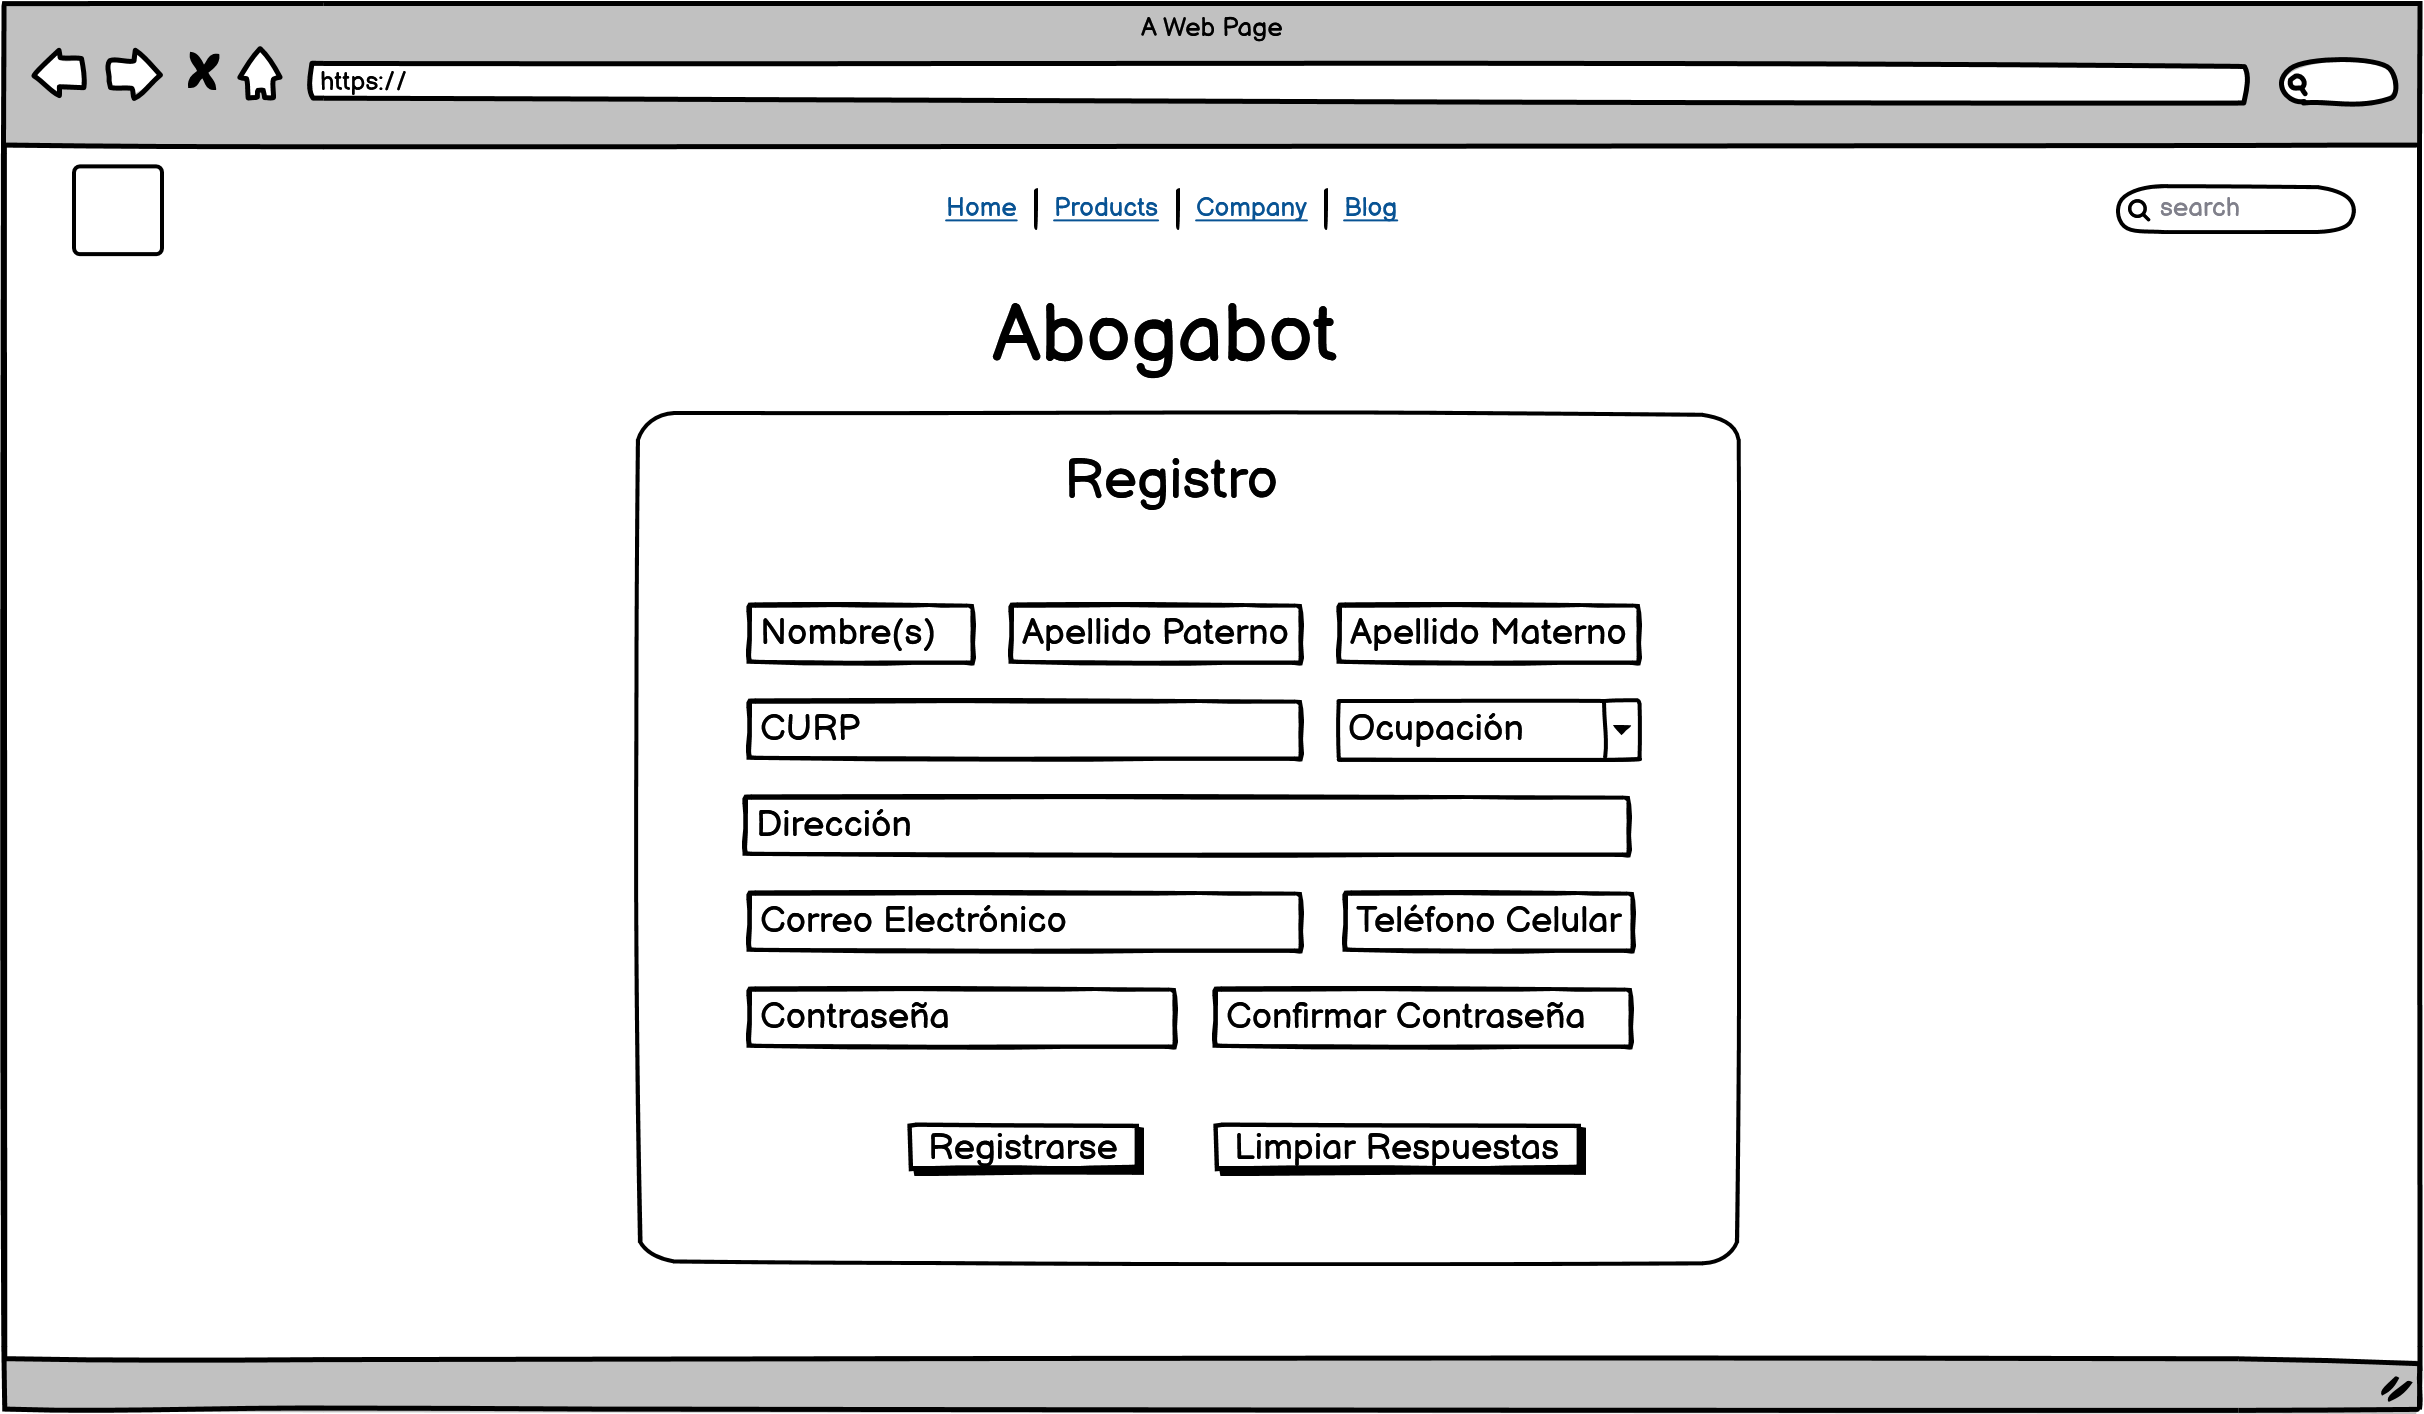 A Web Page
https://
Home Products Company Blog search
Abogabot
Registro
Nombre(s) Apellido Paterno Apellido Materno
CURP Ocupación
Dirección
Correo Electrónico Teléfono Celular
Contraseña Confirmar Contraseña
Registrarse Limpiar Respuestas